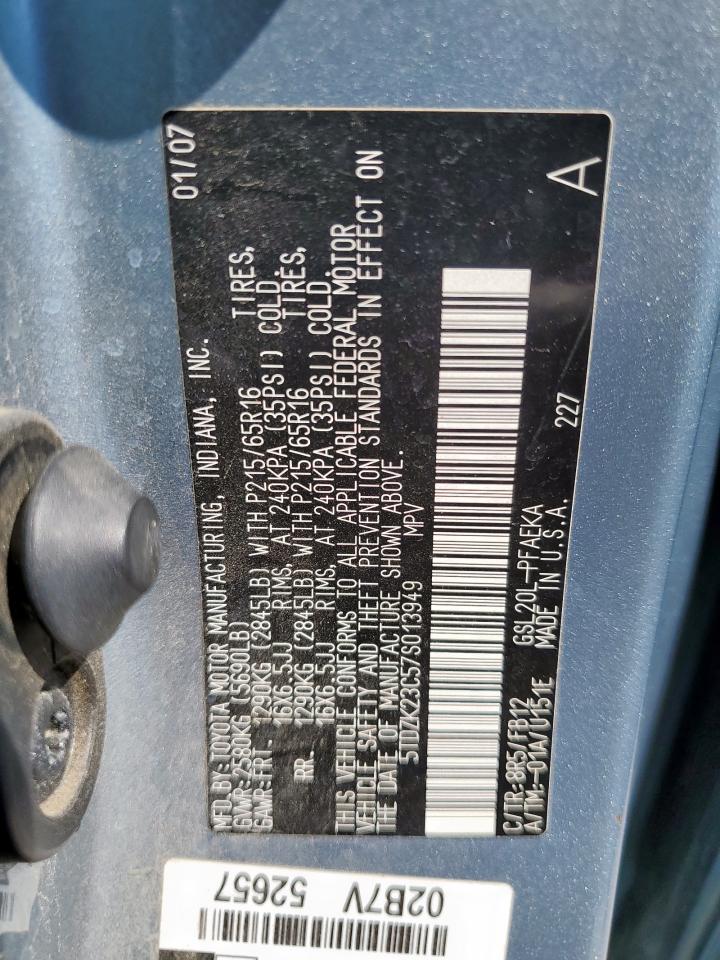 MFD.BY:TOYOTA MOTOR MANUFACTURING, INDIANA, INC. 01/07
GVWR:2580KG (5690LB)
GAWR:FRT- 1290KG (2845LB) WITH P215/65R16 TIRES,
16X6.5JJ RIMS, AT 240KPA (35PSI) COLD.
RR- 1290KG (2845LB) WITH P215/65R16 TIRES,
16X6.5JJ RIMS, AT 240KPA (35PSI) COLD.
THIS VEHICLE CONFORMS TO ALL APPLICABLE FEDERAL MOTOR
VEHICLE SAFETY AND THEFT PREVENTION STANDARDS IN EFFECT ON
THE DATE OF MANUFACTURE SHOWN ABOVE.
5TDZK23C57S013949 MPV
C/TR:8R5/FB12 GSL20L-PFAEKA
A/TM:-01A/U151E MADE IN U.S.A. 227 A
52657
02B7V